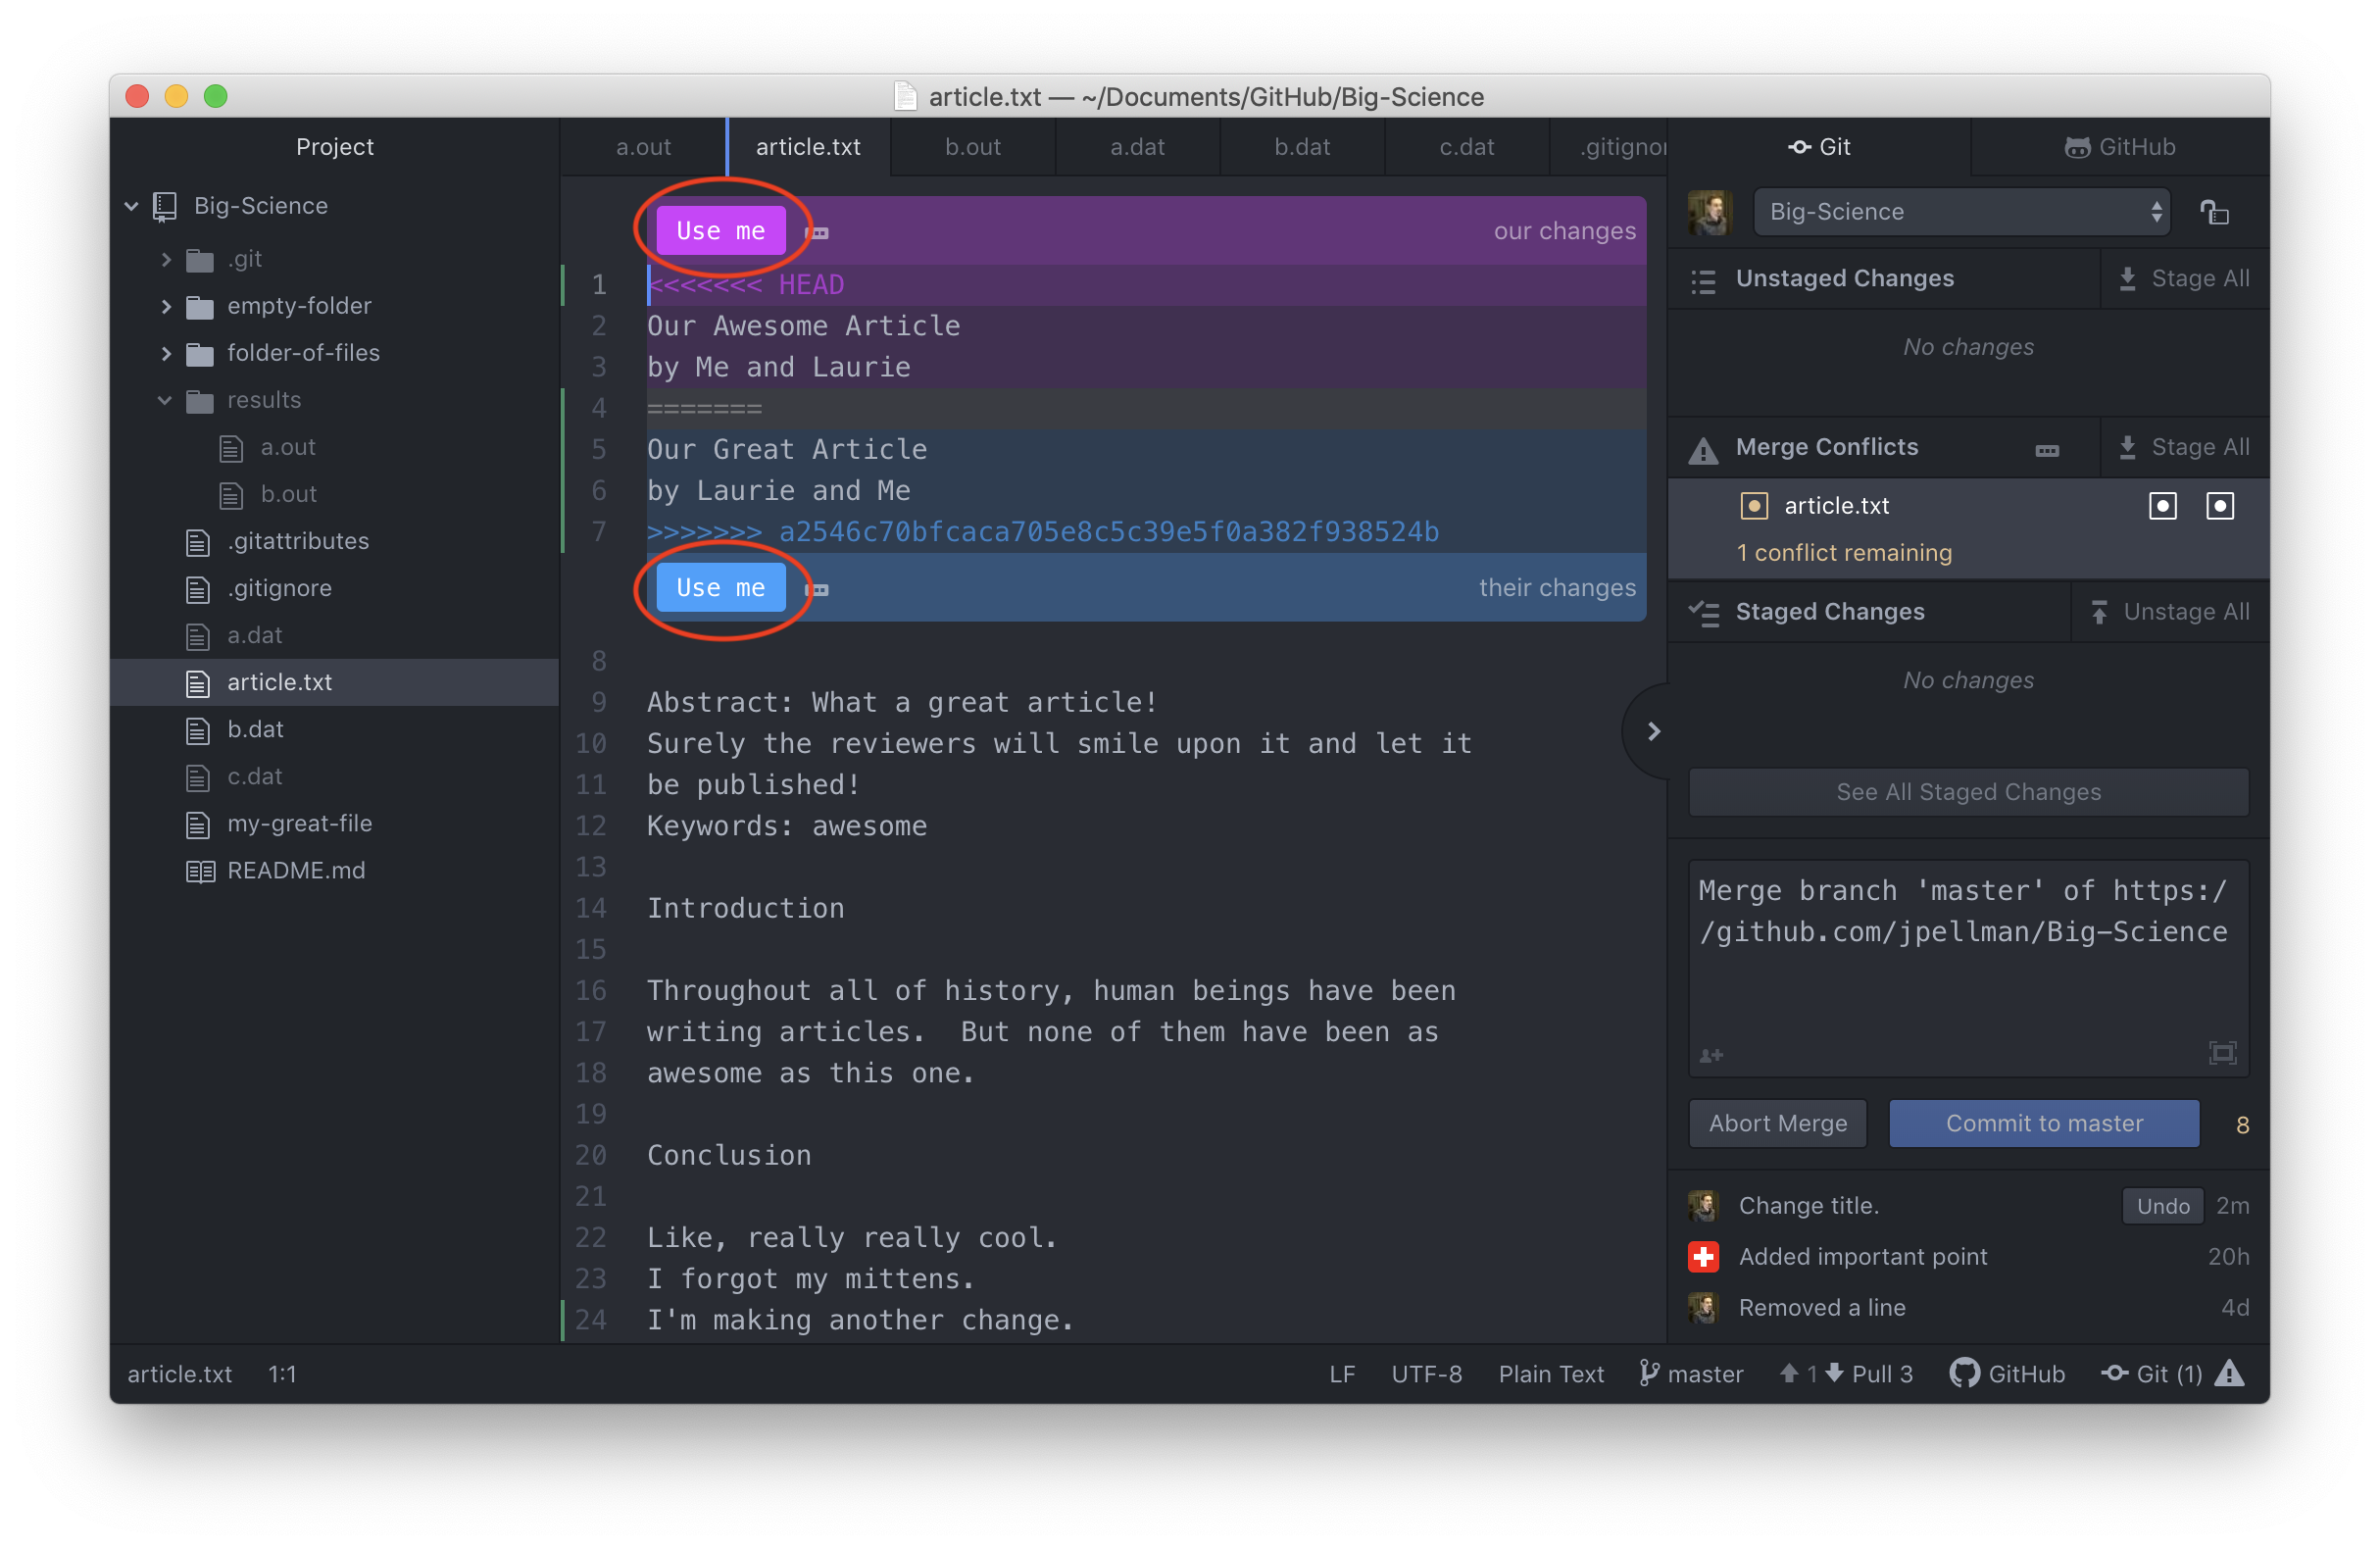 article.txt — ~/Documents/GitHub/Big-Science
Project
Big-Science
.git
empty-folder
folder-of-files
results
a.out
b.out
.gitattributes
.gitignore
a.dat
article.txt
b.dat
c.dat
my-great-file
README.md
a.out article.txt b.out a.dat b.dat c.dat .gitignor
Use me our changes
1 <<<<<<< HEAD
2 Our Awesome Article
3 by Me and Laurie
4 =======
5 Our Great Article
6 by Laurie and Me
7 >>>>>>> a2546c70bfcaca705e8c5c39e5f0a382f938524b
Use me their changes
8
9 Abstract: What a great article!
10 Surely the reviewers will smile upon it and let it
11 be published!
12 Keywords: awesome
13
14 Introduction
15
16 Throughout all of history, human beings have been
17 writing articles.  But none of them have been as
18 awesome as this one.
19
20 Conclusion
21
22 Like, really really cool.
23 I forgot my mittens.
24 I'm making another change.
Git GitHub
Big-Science
Unstaged Changes Stage All
No changes
Merge Conflicts Stage All
article.txt
1 conflict remaining
Staged Changes Unstage All
No changes
See All Staged Changes
Merge branch 'master' of https:/
/github.com/jpellman/Big-Science
Abort Merge Commit to master 8
Change title. Undo 2m
Added important point 20h
Removed a line 4d
article.txt 1:1 LF UTF-8 Plain Text master 1 Pull 3 GitHub Git (1)